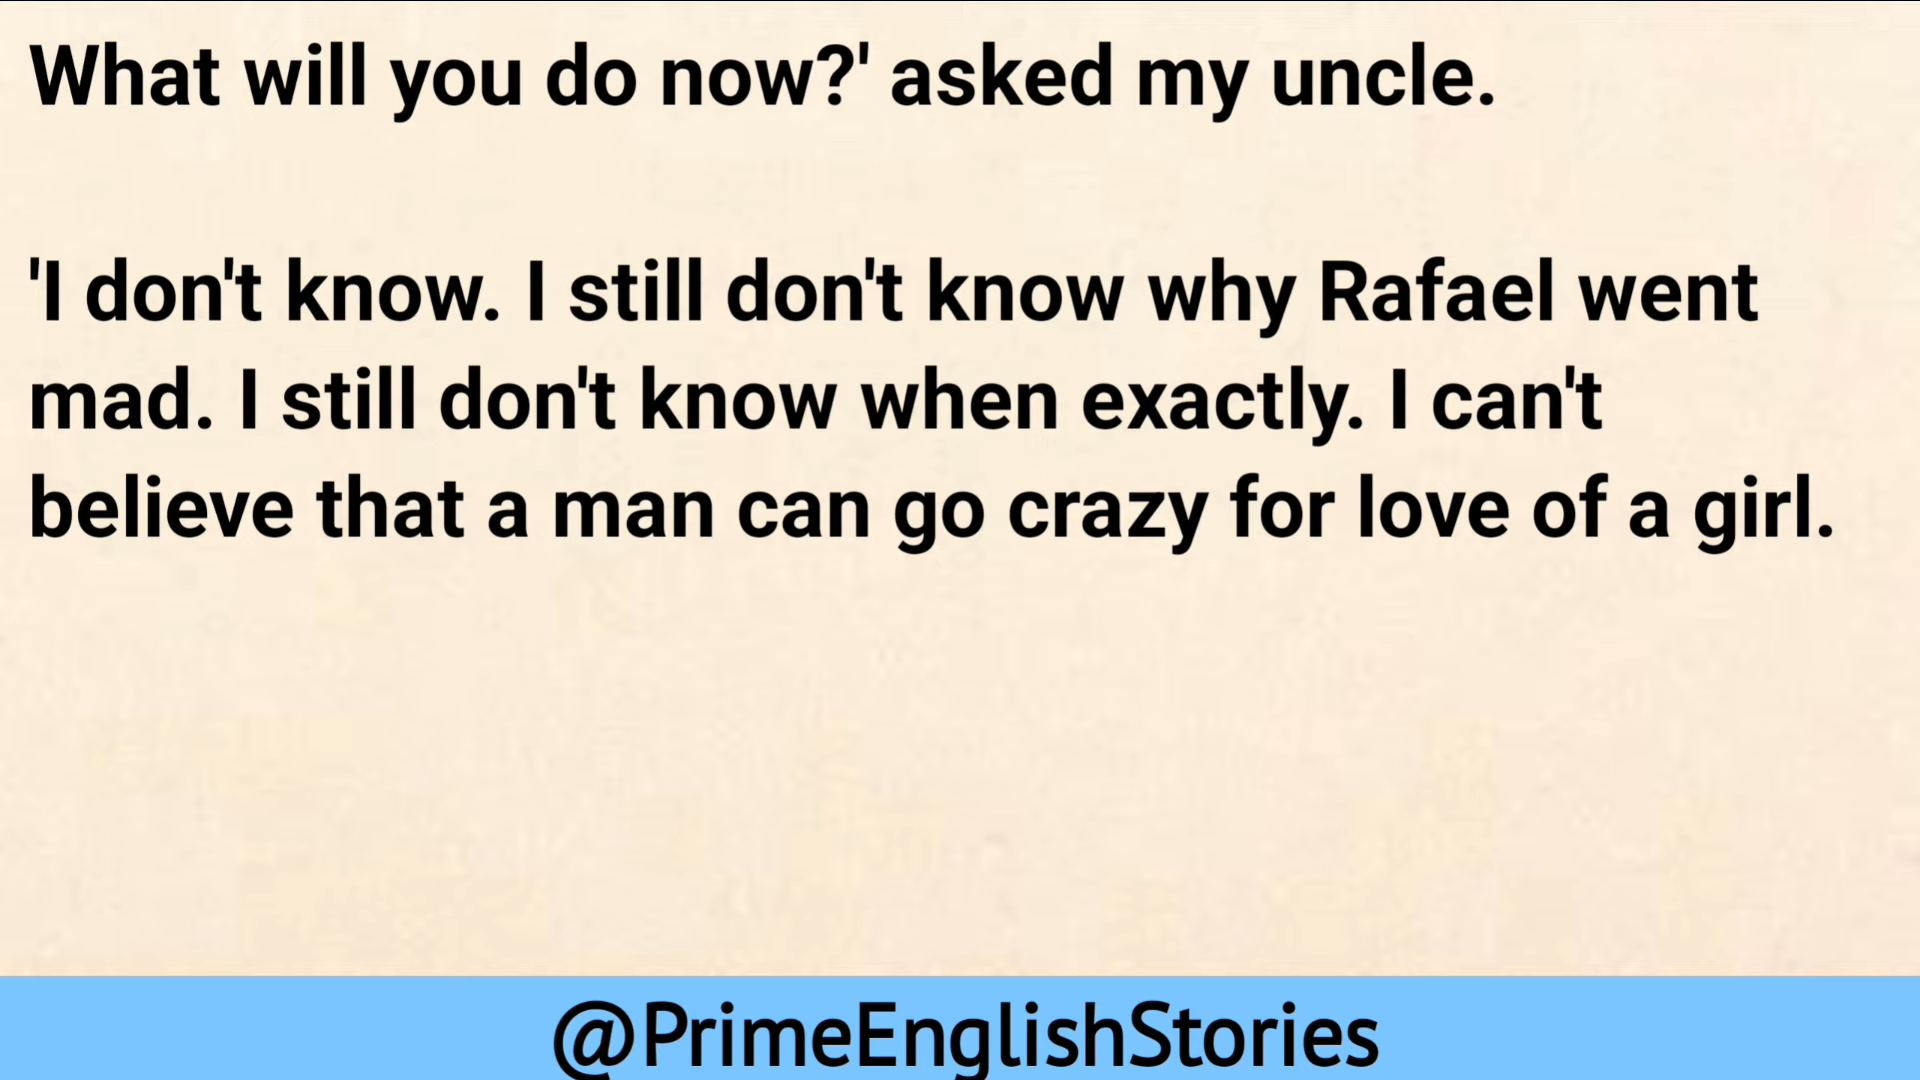 What will you do now?' asked my uncle.
'I don't know. I still don't know why Rafael went
mad. I still don't know when exactly. I can't
believe that a man can go crazy for love of a girl.
@PrimeEnglishStories